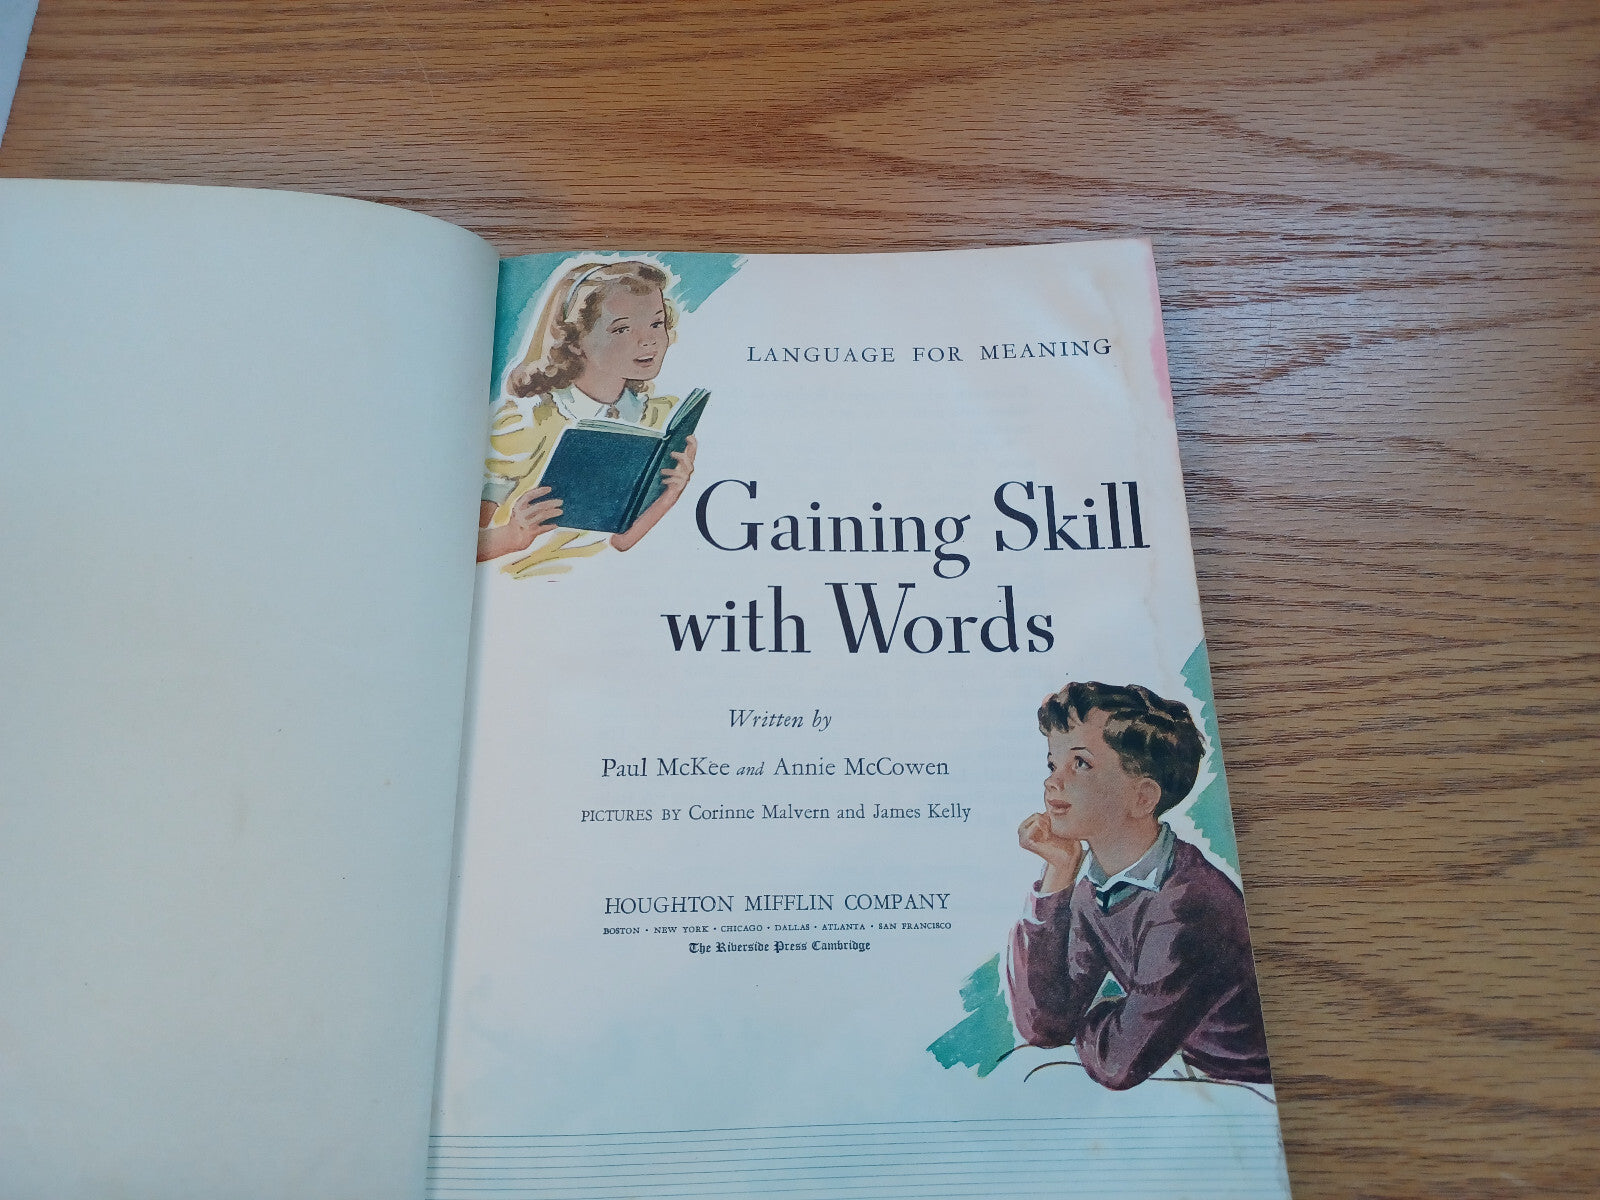 LANGUAGE FOR MEANING
Gaining Skill
with Words
Written by
Paul McKee and Annie McCowen
PICTURES BY Corinne Malvern and James Kelly
HOUGHTON MIFFLIN COMPANY
BOSTON · NEW YORK · CHICAGO · DALLAS · ATLANTA · SAN FRANCISCO
The Riverside Press Cambridge